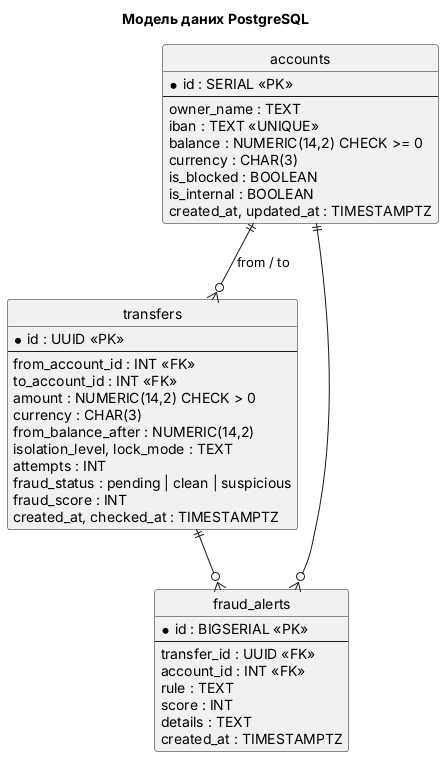 Модель даних PostgreSQL
accounts
id : SERIAL «PK»
owner_name : TEXT
iban : TEXT «UNIQUE»
balance : NUMERIC(14,2) CHECK >= 0
currency : CHAR(3)
is_blocked : BOOLEAN
is_internal : BOOLEAN
created_at, updated_at : TIMESTAMPTZ
from / to
transfers
id : UUID «PK»
from_account_id : INT «FK»
to_account_id : INT «FK»
amount : NUMERIC(14,2) CHECK > 0
currency : CHAR(3)
from_balance_after : NUMERIC(14,2)
isolation_level, lock_mode : TEXT
attempts : INT
fraud_status : pending | clean | suspicious
fraud_score : INT
created_at, checked_at : TIMESTAMPTZ
fraud_alerts
id : BIGSERIAL «PK»
transfer_id : UUID «FK»
account_id : INT «FK»
rule : TEXT
score : INT
details : TEXT
created_at : TIMESTAMPTZ